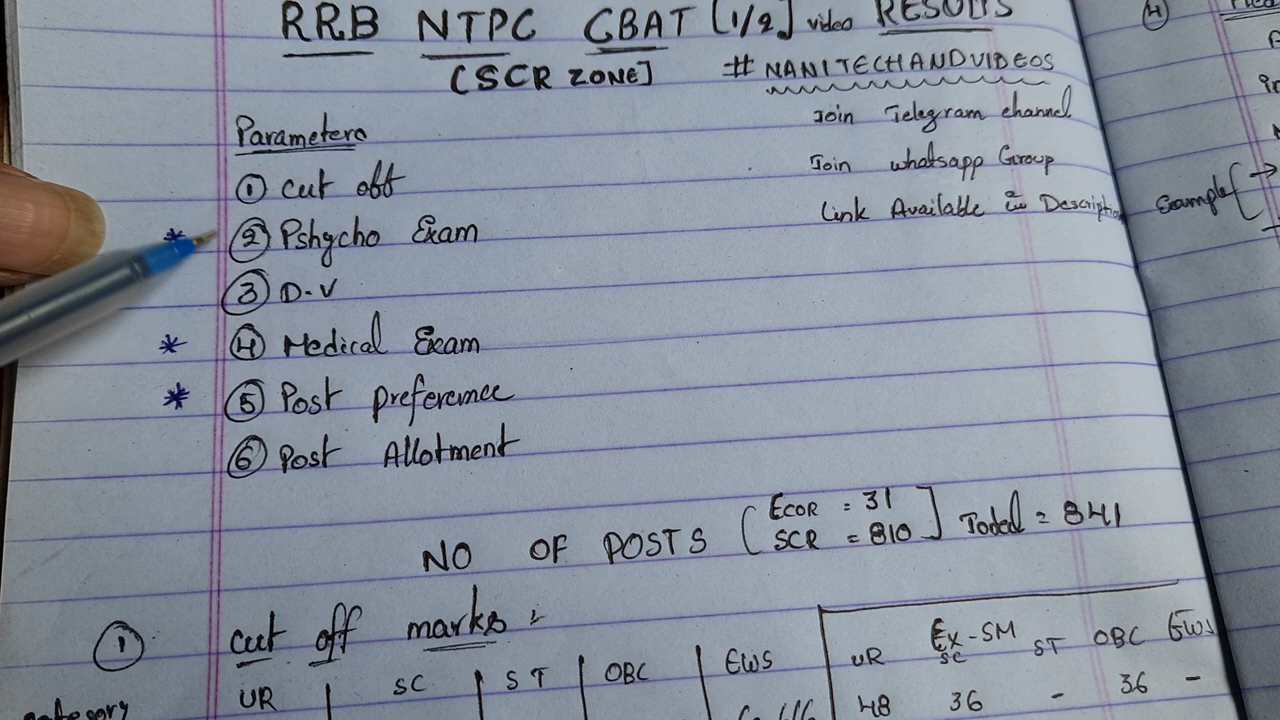 RRB NTPC CBAT [1/2] video RESULTS
(SCR ZONE] # NANITECHANDVIDEOS
Parameters
Join Telegram channel
① cut off
Join whatsapp Group
* ② Pshycho Exam
Link Available in Description
③ D.V
* ④ Medical Exam
* ⑤ Post preference
⑥ Post Allotment
NO OF POSTS [ECOR = 31
SCR = 810] Total = 841
① cut off marks :
category UR SC ST OBC EWS
UR Ex-SM SC ST OBC EWS
48 36 - 36 -
④
Example